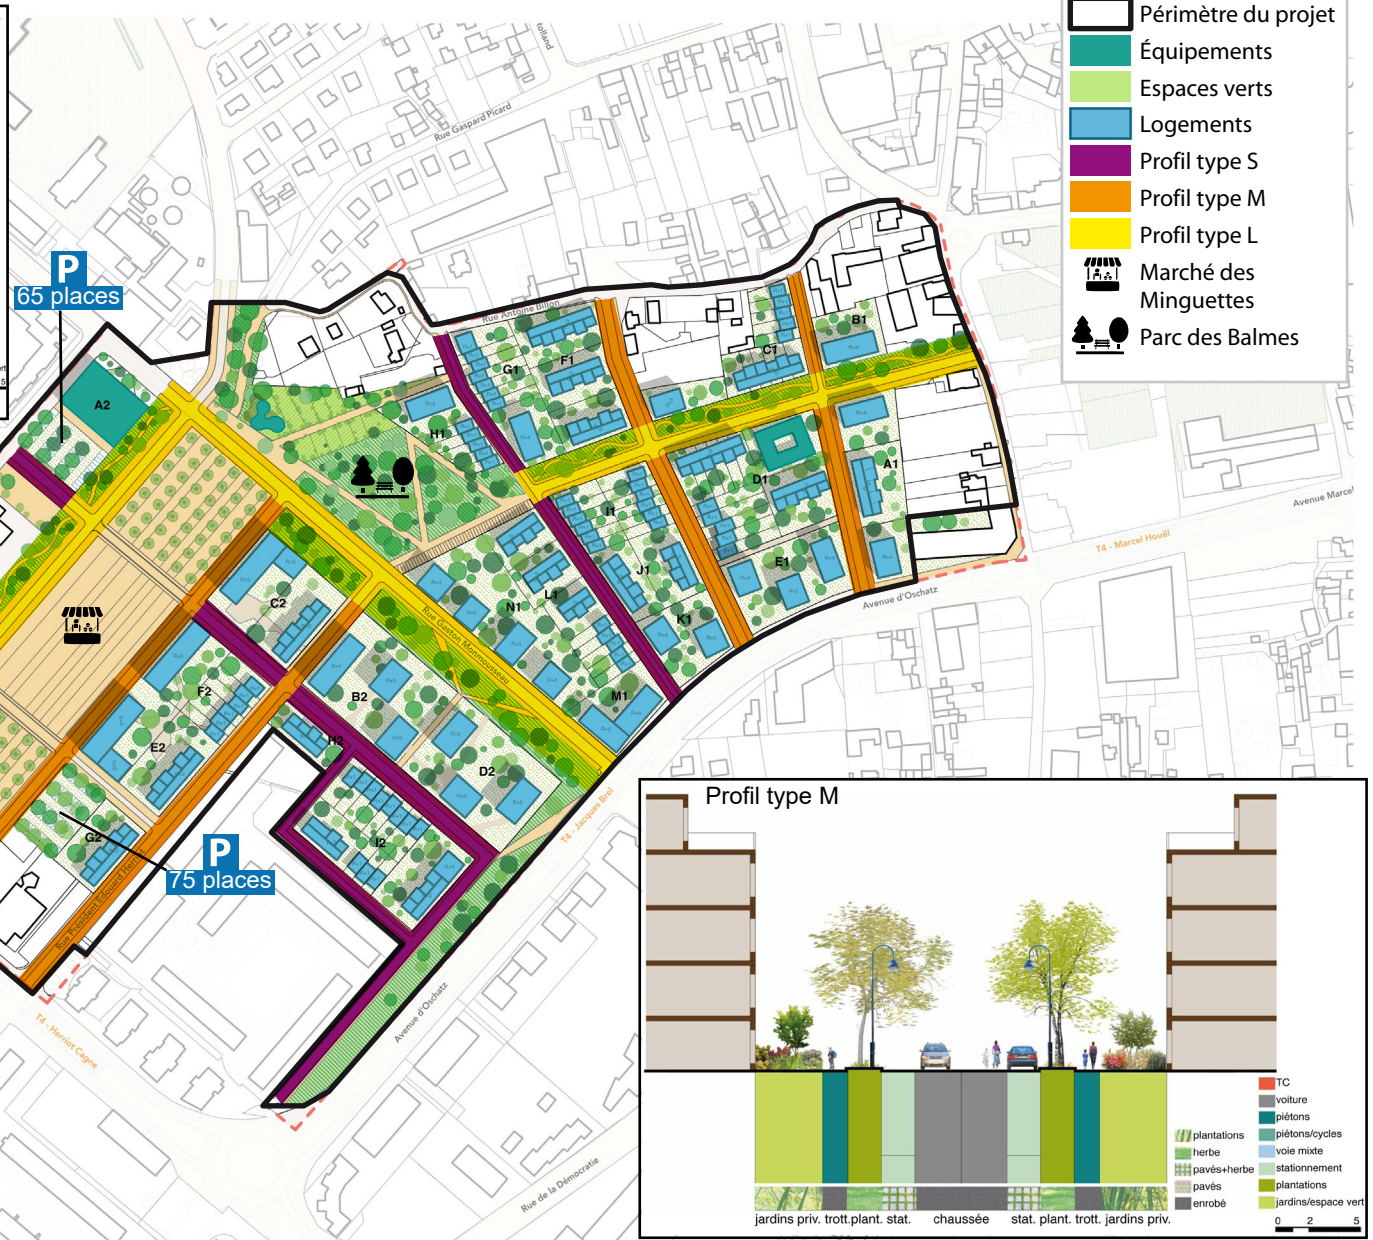 Périmètre du projet
Équipements
Espaces verts
Logements
Profil type S
Profil type M
Profil type L
Marché des
Minguettes
Parc des Balmes
olland
Rue Gaspard Picard
P
65 places
Rue Antoine Billon
A2
G1
F1
C1
B1
H1
D1
A1
I1
J1
E1
K1
L1
N1
M1
C2
B2
F2
E2
H2
D2
G2
I2
Avenue Marcel
T4 - Marcel Houël
Avenue d'Oschatz
Rue Gaston Monmousseau
T4 - Jacques Brel
P
75 places
Rue Président Edouard Herriot
Avenue d'Oschatz
T4 - Herriot Cagne
Rue de la Démocratie
Profil type M
TC
voiture
piétons
piétons/cycles
voie mixte
stationnement
plantations
jardins/espace vert
plantations
herbe
pavés+herbe
pavés
enrobé
jardins priv. trott. plant. stat. chaussée stat. plant. trott. jardins priv.
0 2 5